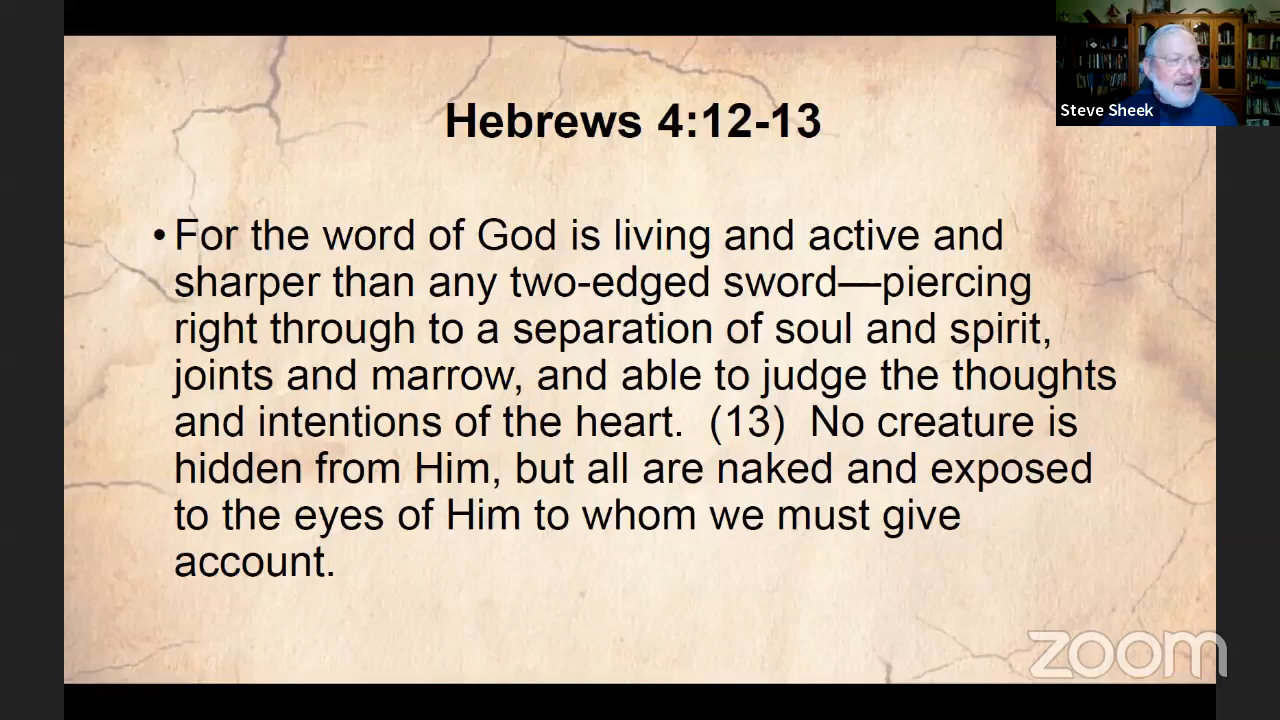 Hebrews 4:12-13
Steve Sheek
• For the word of God is living and active and
sharper than any two-edged sword—piercing
right through to a separation of soul and spirit,
joints and marrow, and able to judge the thoughts
and intentions of the heart.  (13)  No creature is
hidden from Him, but all are naked and exposed
to the eyes of Him to whom we must give
account.
zoom